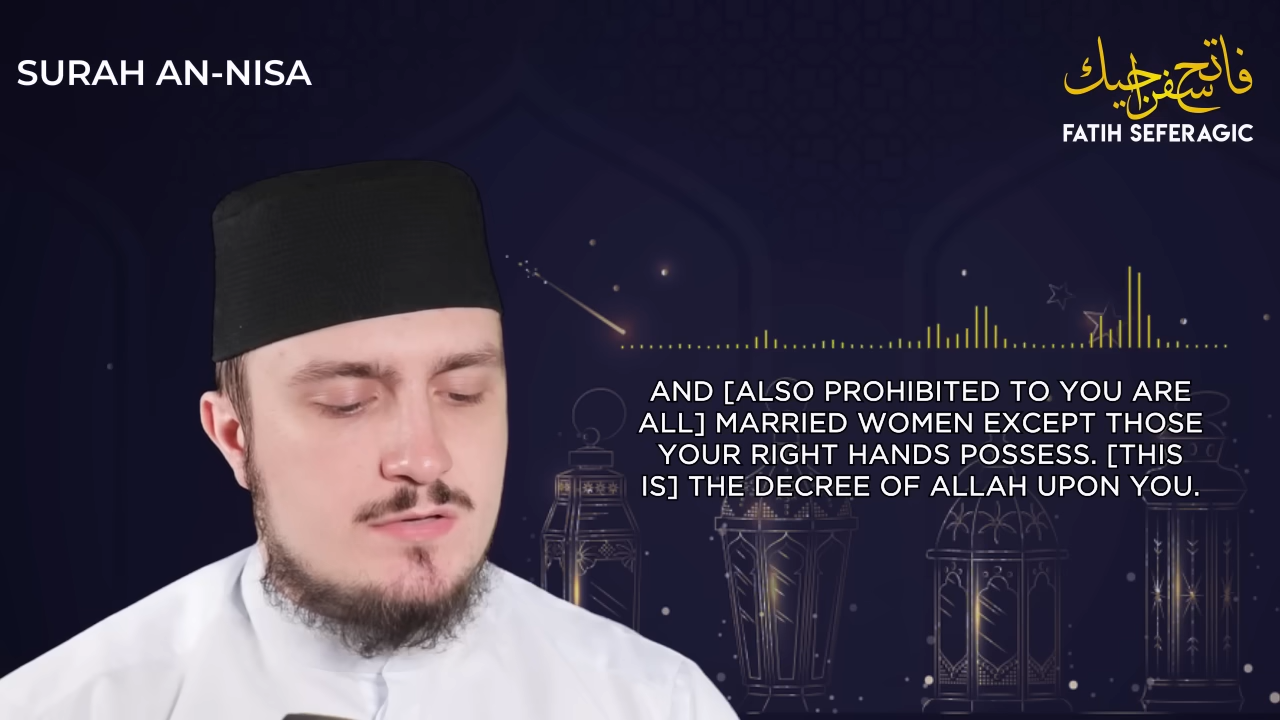 SURAH AN-NISA
فاتح سفراجيك
FATIH SEFERAGIC
AND [ALSO PROHIBITED TO YOU ARE
ALL] MARRIED WOMEN EXCEPT THOSE
YOUR RIGHT HANDS POSSESS. [THIS
IS] THE DECREE OF ALLAH UPON YOU.